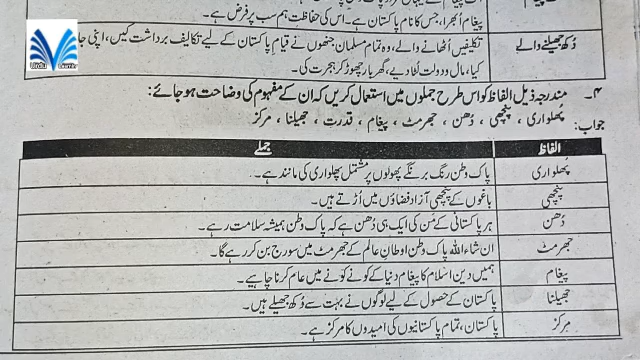 پیغام اُبھرا، جس کا نام پاکستان ہے۔ اس کی حفاظت ہم سب پر فرض ہے۔
دُکھ جھیلنے والے تکلیفیں اُٹھانے والے، وہ تمام مسلمان جنھوں نے قیامِ پاکستان کے لیے تکالیف برداشت کیں، اپنی
کیا، مال و دولت لٹا دیے، گھر بار چھوڑ کر ہجرت کی۔
۴۔ مندرجہ ذیل الفاظ کو اس طرح جملوں میں استعمال کریں کہ ان کے مفہوم کی وضاحت ہو جائے:
پُھلواری ، پنچھی ، دُھن ، جھرمٹ ، پیغام ، قدرت ، جھیلنا ، مرکز
جواب:
الفاظ جملے
پُھلواری پاک وطن رنگ برنگے پھولوں پر مشتمل پھلواری کی مانند ہے۔
پنچھی باغوں کے پنچھی آزاد فضاؤں میں اُڑتے ہیں۔
دُھن ہر پاکستانی کے مَن کی ایک ہی دُھن ہے کہ پاک وطن ہمیشہ سلامت رہے۔
جھرمٹ ان شاء اللہ پاک وطن اوطانِ عالم کے جھرمٹ میں سورج بن کر رہے گا۔
پیغام ہمیں دینِ اسلام کا پیغام دنیا کے کونے کونے میں عام کرنا چاہیے۔
جھیلنا پاکستان کے حصول کے لیے لوگوں نے بہت سے دُکھ جھیلے ہیں۔
مرکز پاکستان، تمام پاکستانیوں کی امیدوں کا مرکز ہے۔
Urdu